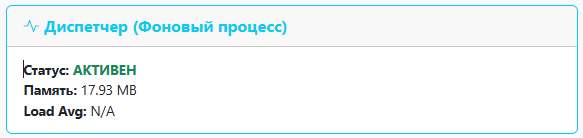 Диспетчер (Фоновый процесс)
Статус: АКТИВЕН
Память: 17.93 MB
Load Avg: N/A